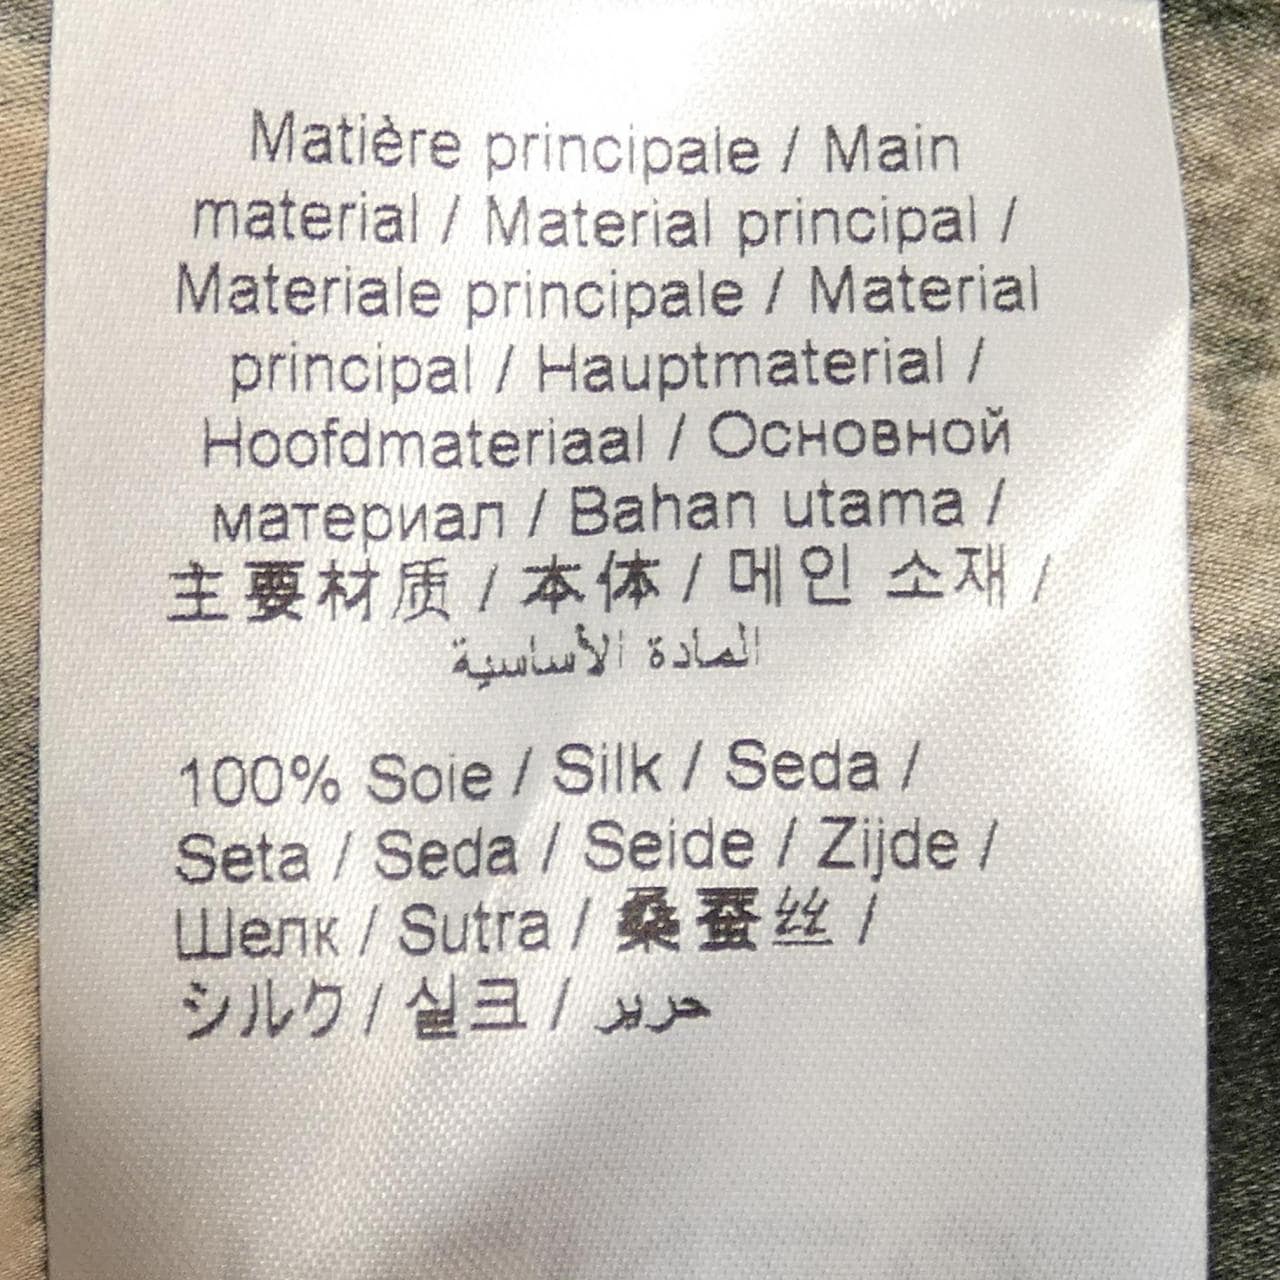 Matière principale / Main
material / Material principal /
Materiale principale / Material
principal / Hauptmaterial /
Hoofdmateriaal / Основной
материал / Bahan utama /
主要材质 / 本体 / 메인 소재 /
المادة الأساسية
100% Soie / Silk / Seda /
Seta / Seda / Seide / Zijde /
Шелк / Sutra / 桑蚕丝 /
シルク / 실크 / حرير